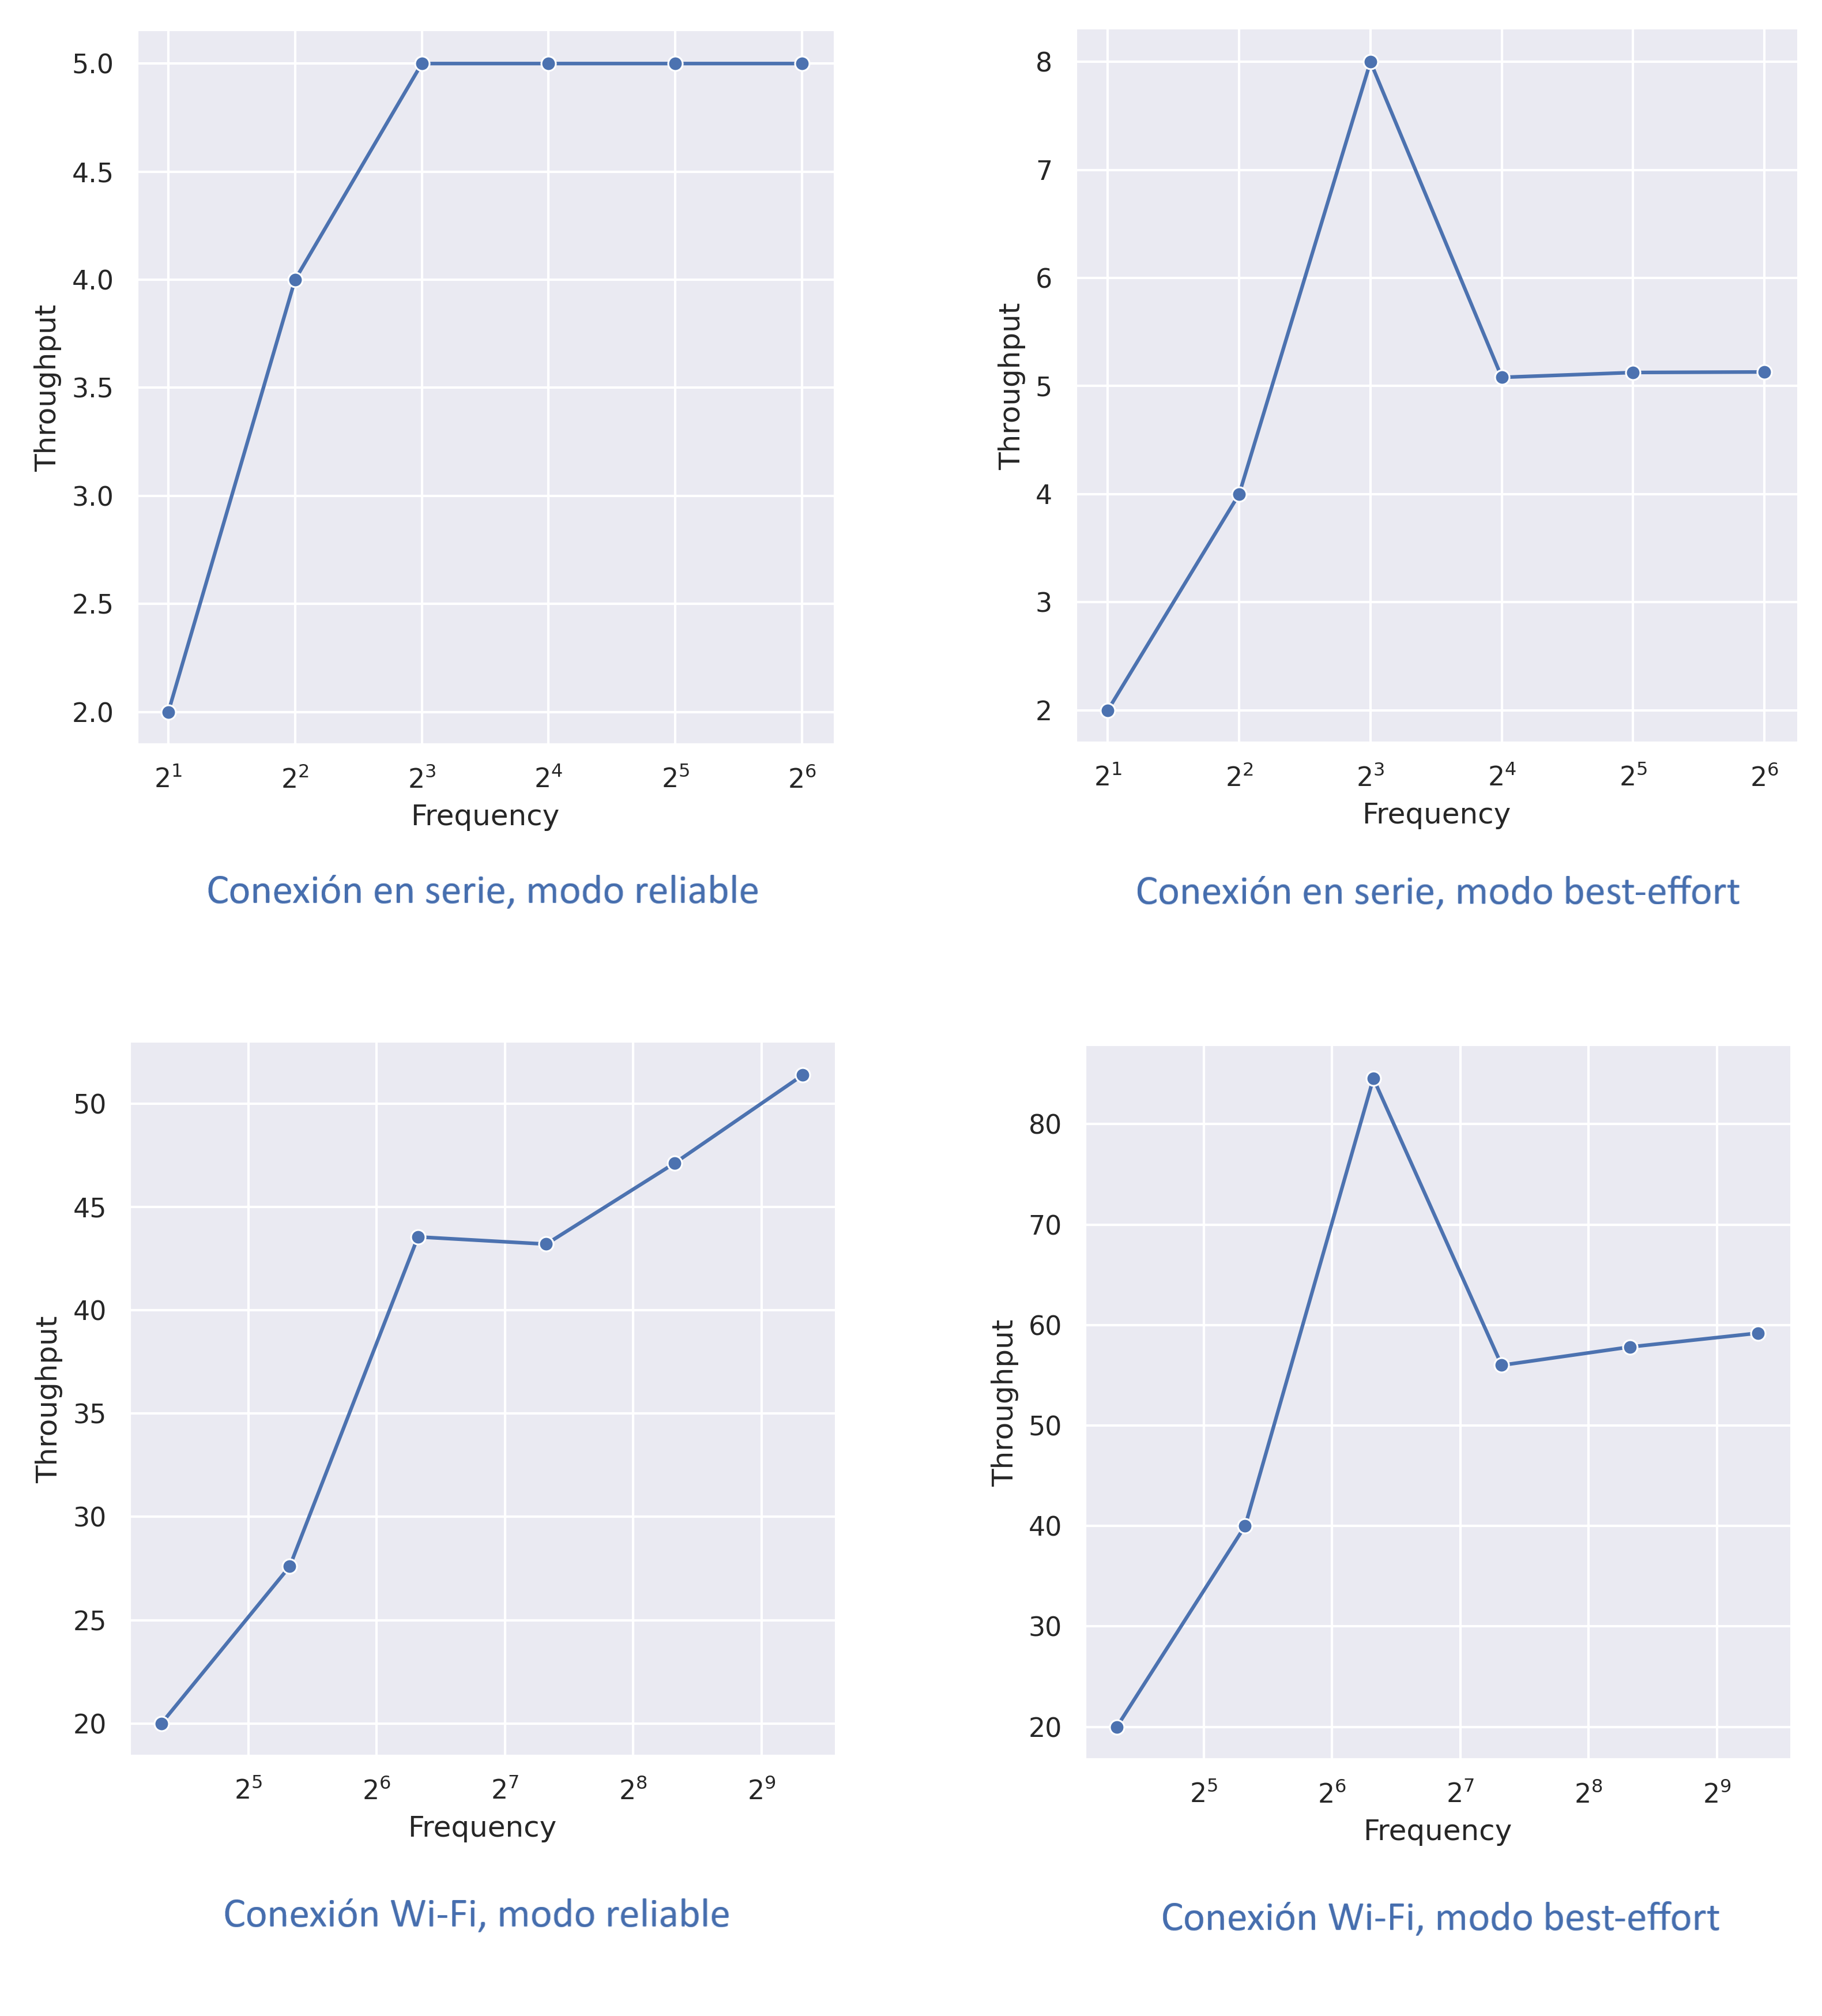 5.0
4.5
4.0
3.5
3.0
2.5
2.0
Throughput
2¹ 2² 2³ 2⁴ 2⁵ 2⁶
Frequency
Conexión en serie, modo reliable
8
7
6
5
4
3
2
Throughput
2¹ 2² 2³ 2⁴ 2⁵ 2⁶
Frequency
Conexión en serie, modo best-effort
50
45
40
35
30
25
20
Throughput
2⁵ 2⁶ 2⁷ 2⁸ 2⁹
Frequency
Conexión Wi-Fi, modo reliable
80
70
60
50
40
30
20
Throughput
2⁵ 2⁶ 2⁷ 2⁸ 2⁹
Frequency
Conexión Wi-Fi, modo best-effort